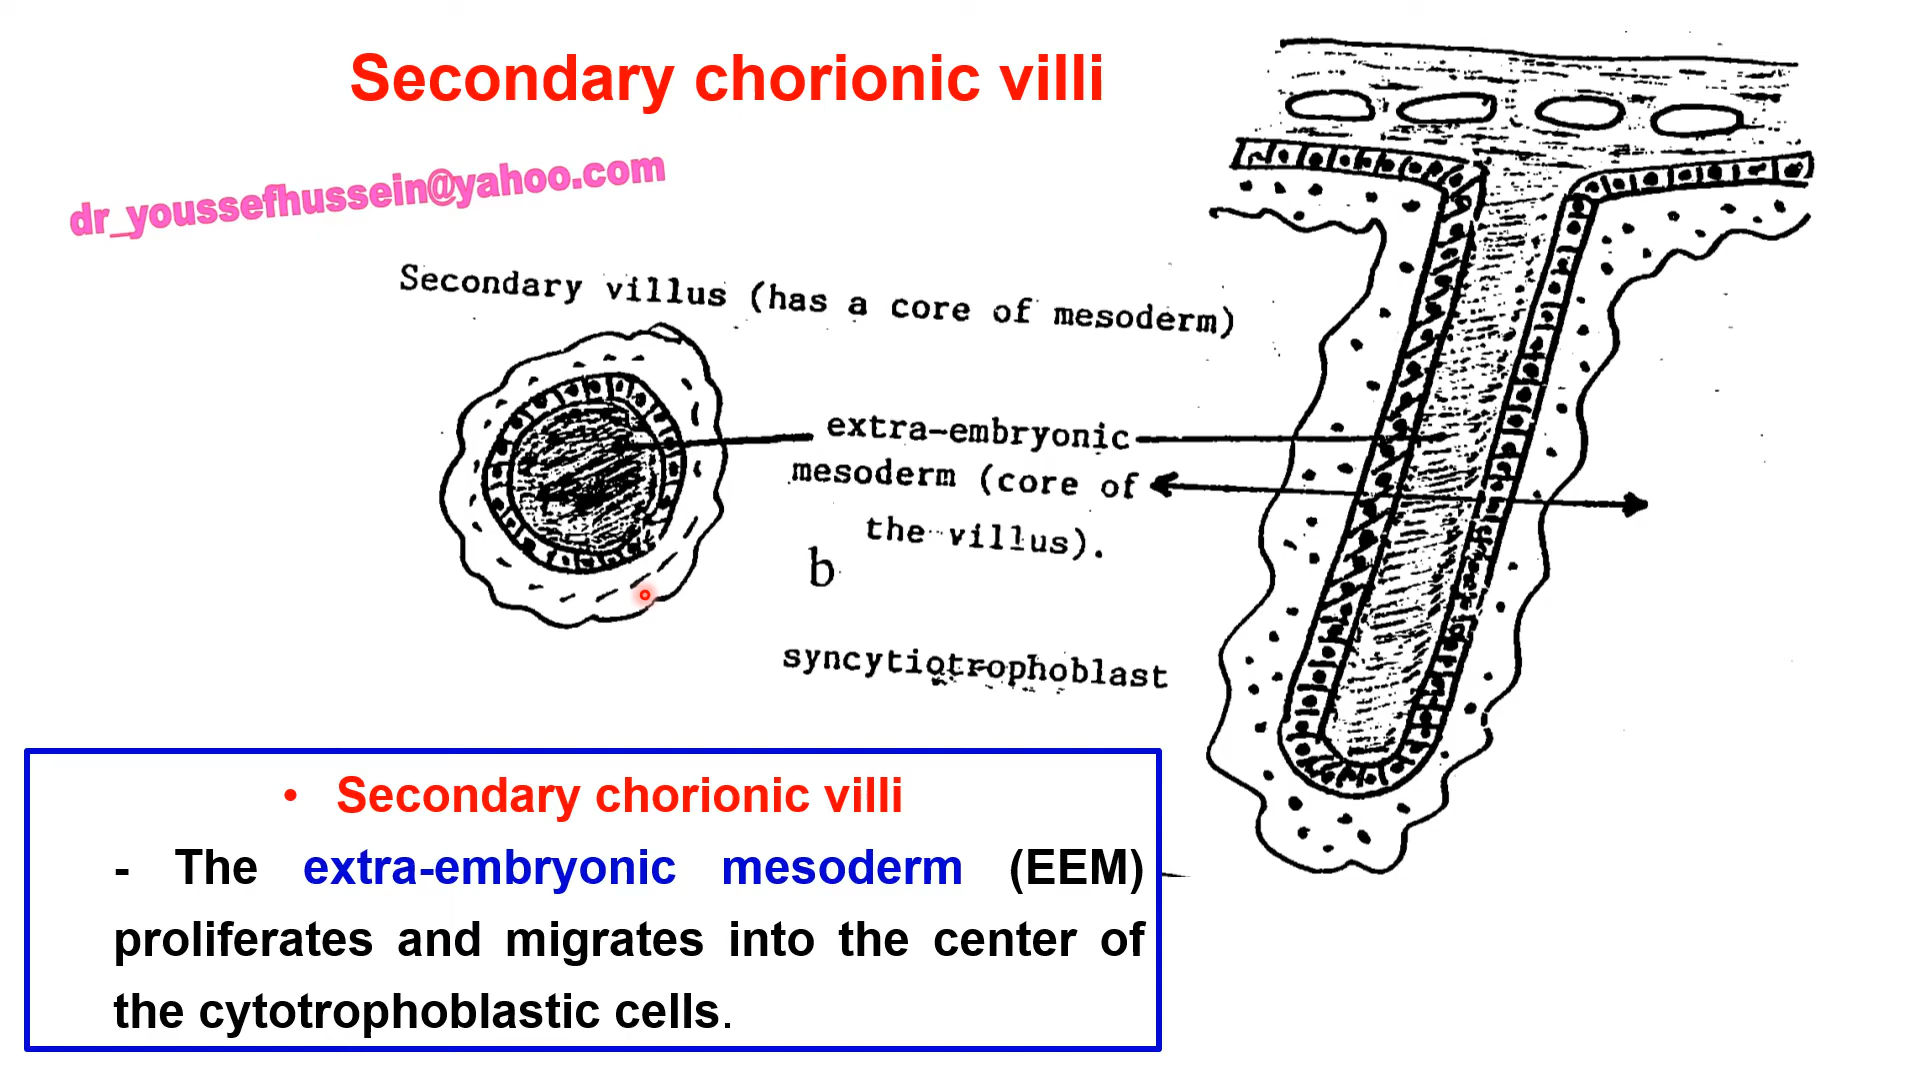 Secondary chorionic villi
dr_youssefhussein@yahoo.com
Secondary villus (has a core of mesoderm)
extra-embryonic
mesoderm (core of
the villus).
b
syncytiotrophoblast
• Secondary chorionic villi
- The extra-embryonic mesoderm (EEM)
proliferates and migrates into the center of
the cytotrophoblastic cells.